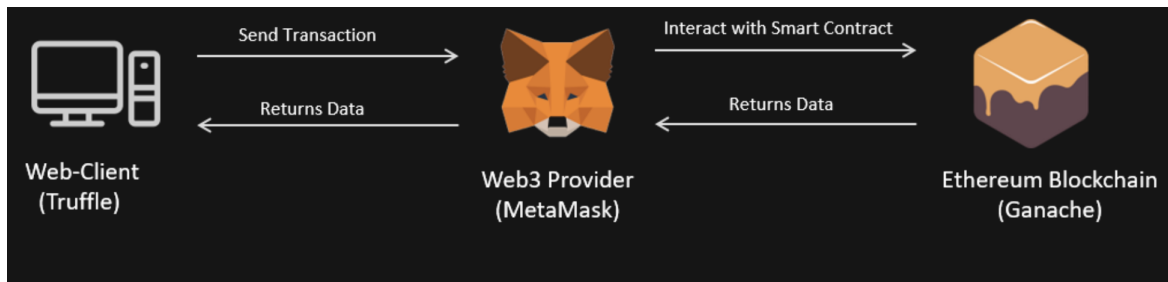 Send Transaction
Interact with Smart Contract
Returns Data
Returns Data
Web-Client
(Truffle)
Web3 Provider
(MetaMask)
Ethereum Blockchain
(Ganache)